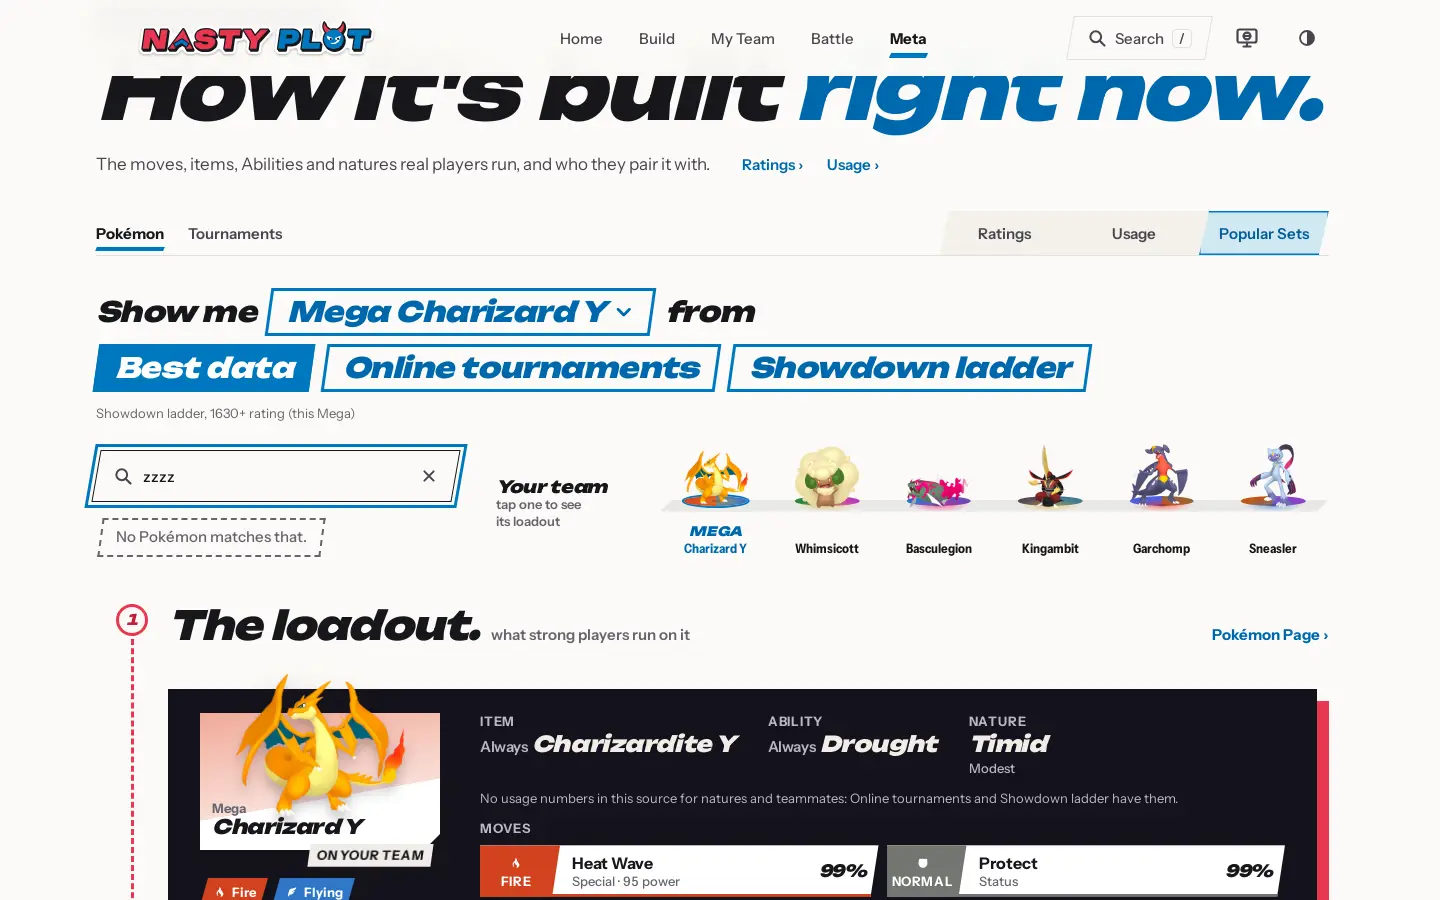 NASTY PLOT
Home
Build
My Team
Battle
Meta
Search /
How it's built right now.
The moves, items, Abilities and natures real players run, and who they pair it with.
Ratings ›
Usage ›
Pokémon
Tournaments
Ratings
Usage
Popular Sets
Show me Mega Charizard Y from
Best data
Online tournaments
Showdown ladder
Showdown ladder, 1630+ rating (this Mega)
zzzz
No Pokémon matches that.
Your team
tap one to see
its loadout
MEGA
Charizard Y
Whimsicott
Basculegion
Kingambit
Garchomp
Sneasler
1
The loadout. what strong players run on it
Pokémon Page ›
Mega
Charizard Y
ON YOUR TEAM
Fire
Flying
ITEM
Always Charizardite Y
ABILITY
Always Drought
NATURE
Timid
Modest
No usage numbers in this source for natures and teammates: Online tournaments and Showdown ladder have them.
MOVES
FIRE
Heat Wave
Special · 95 power
99%
NORMAL
Protect
Status
99%